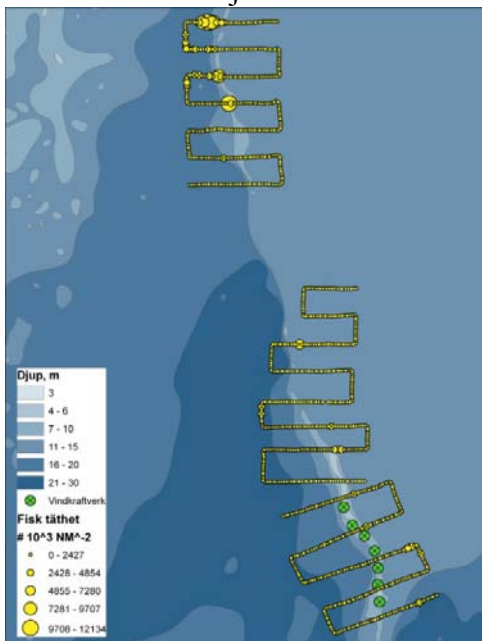 Djup, m
3
4 - 6
7 - 10
11 - 15
16 - 20
21 - 30
Vindkraftverk
Fisk täthet
# 10^3 NM^-2
0 - 2427
2428 - 4854
4855 - 7280
7281 - 9707
9708 - 12134